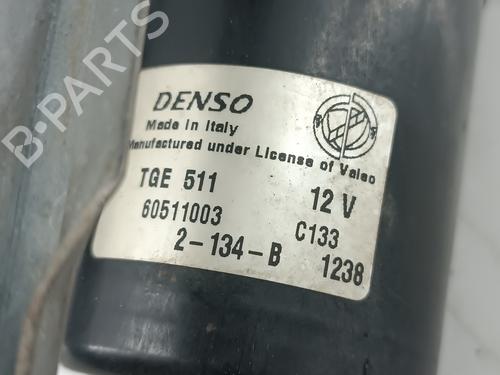 DENSO
Made in Italy
Manufactured under License of Valeo
TGE 511 12 V
60511003 C133
2-134-B 1238
B-PARTS